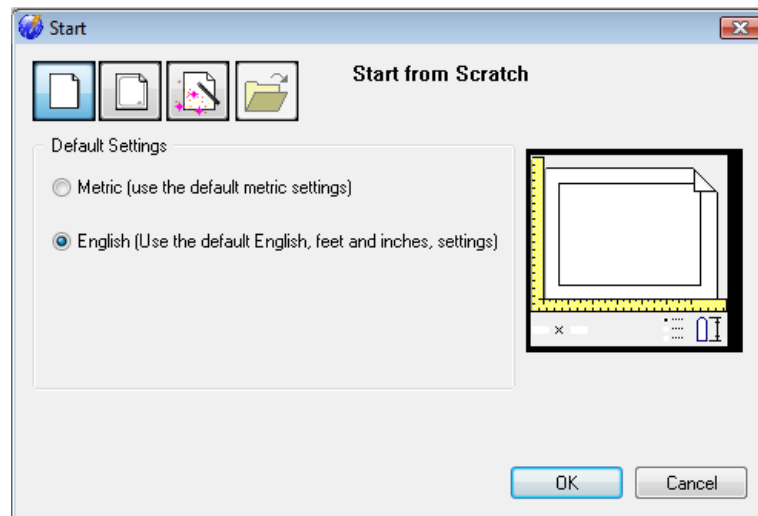 Start
Start from Scratch
Default Settings
Metric (use the default metric settings)
English (Use the default English, feet and inches, settings)
×
OK
Cancel